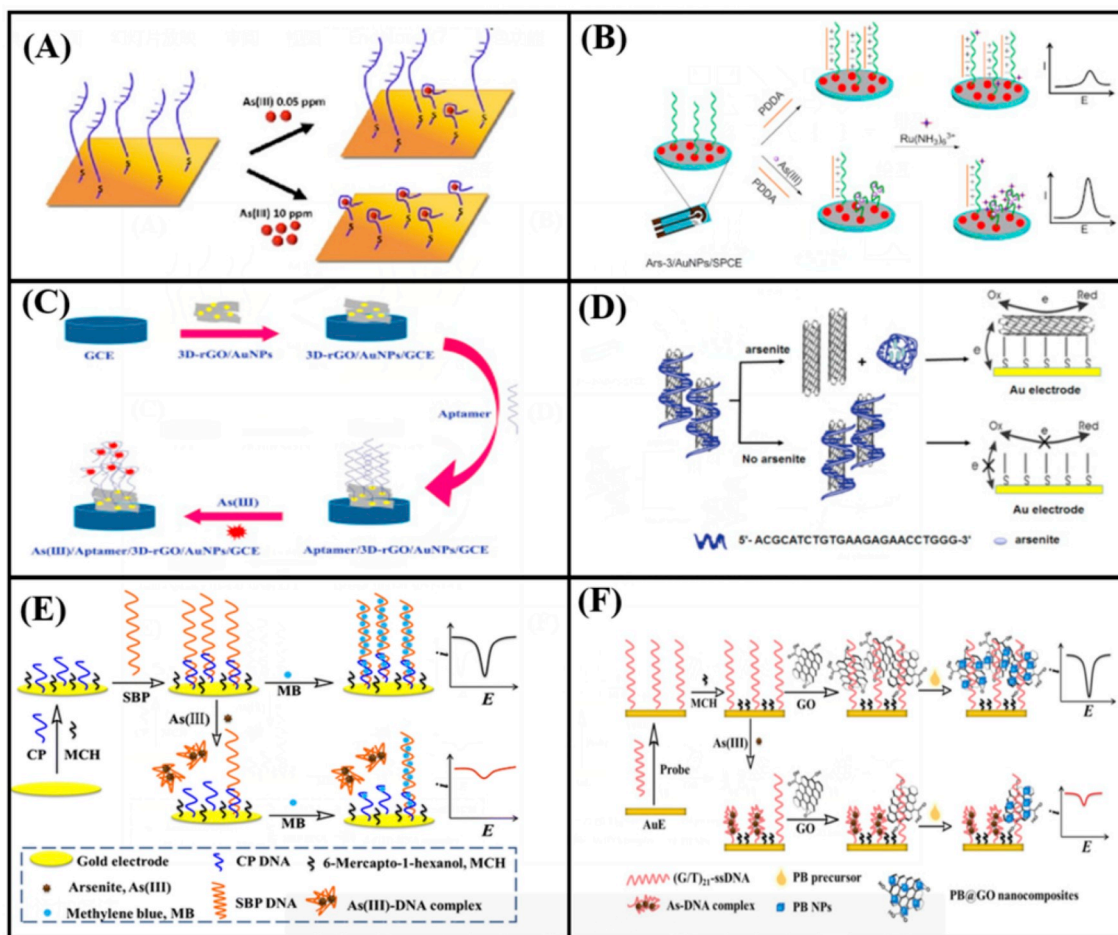 (A)
As(III) 0.05 ppm
As(III) 10 ppm
S S S S S
(B)
PDDA
As(III)
PDDA
Ru(NH3)6 3+
I
E
I
E
Ars-3/AuNPs/SPCE
(C)
GCE
3D-rGO/AuNPs
3D-rGO/AuNPs/GCE
Aptamer
As(III)
As(III)/Aptamer/3D-rGO/AuNPs/GCE
Aptamer/3D-rGO/AuNPs/GCE
(D)
arsenite
+
No arsenite
Ox e Red
e
S S S S S
Au electrode
Ox e Red
e
S S S S S
Au electrode
5'- ACGCATCTGTGAAGAGAACCTGGG-3'
arsenite
(E)
SBP
MB
i
E
CP
MCH
As(III)
MB
i
E
Gold electrode
CP DNA
6-Mercapto-1-hexanol, MCH
Arsenite, As(III)
SBP DNA
As(III)-DNA complex
Methylene blue, MB
(F)
MCH
GO
PB
i
E
Probe
As(III)
AuE
GO
PB
i
E
(G/T)21-ssDNA
PB precursor
As-DNA complex
PB NPs
PB@GO nanocomposites